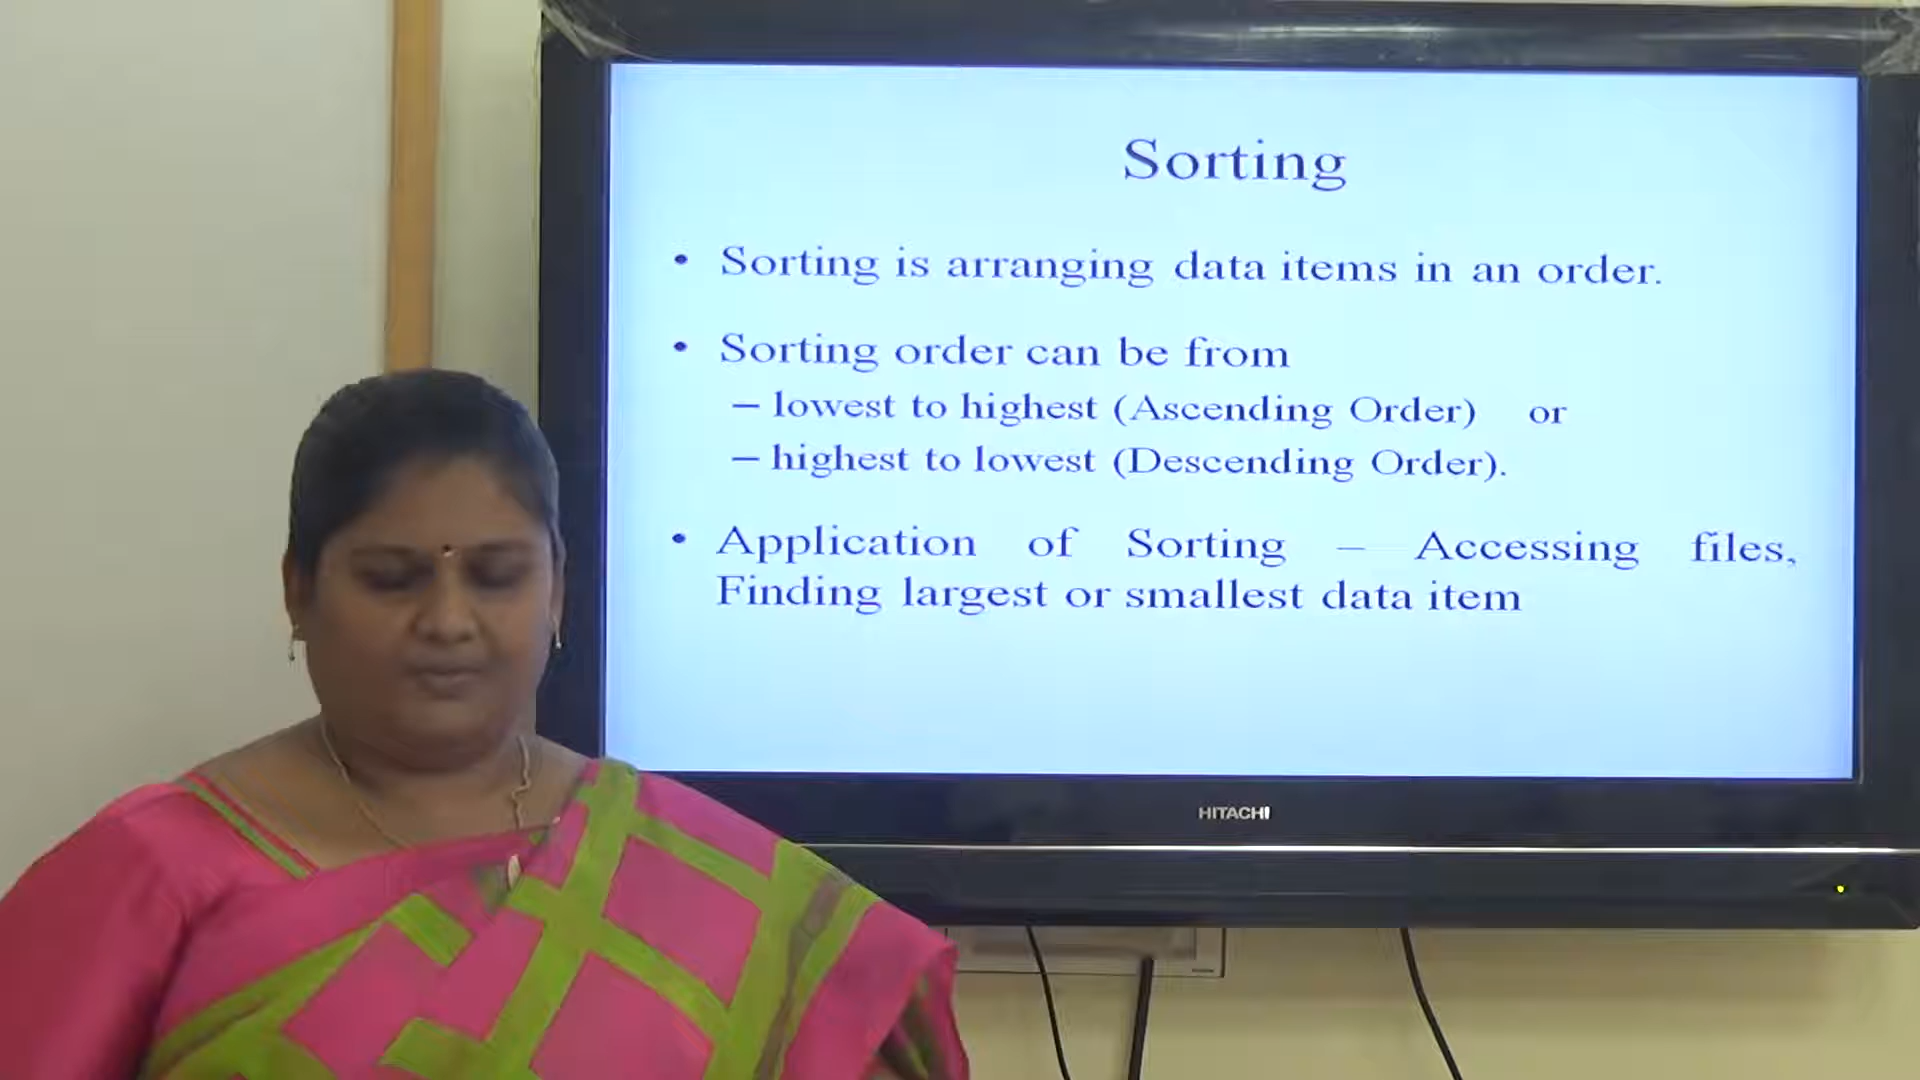 Sorting
• Sorting is arranging data items in an order.
• Sorting order can be from
– lowest to highest (Ascending Order) or
– highest to lowest (Descending Order).
• Application of Sorting – Accessing files,
Finding largest or smallest data item
HITACHI